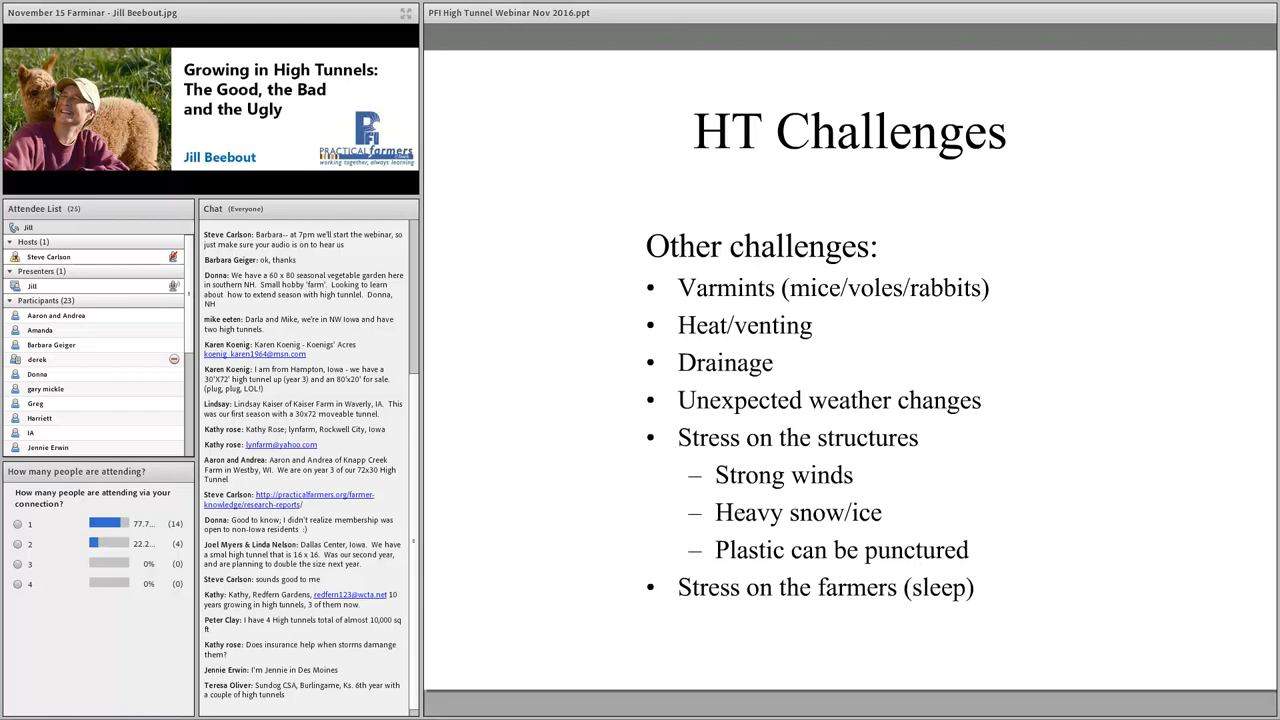 November 15 Farminar - Jill Beebout.jpg
Growing in High Tunnels:
The Good, the Bad
and the Ugly
Jill Beebout
PFI
PRACTICAL farmers
working together, always learning
Attendee List (25)
Jill
Hosts (1)
Steve Carlson
Presenters (1)
Jill
Participants (23)
Aaron and Andrea
Amanda
Barbara Geiger
derek
Donna
gary mickle
Greg
Harriett
IA
Jennie Erwin
How many people are attending?
How many people are attending via your
connection?
1 77.7... (14)
2 22.2... (4)
3 0% (0)
4 0% (0)
Chat (Everyone)
Steve Carlson: Barbara-- at 7pm we'll start the webinar, so
just make sure your audio is on to hear us
Barbara Geiger: ok, thanks
Donna: We have a 60 x 80 seasonal vegetable garden here
in southern NH. Small hobby 'farm'. Looking to learn
about how to extend season with high tunnlel. Donna,
NH
mike eeten: Darla and Mike, we're in NW Iowa and have
two high tunnels.
Karen Koenig: Karen Koenig - Koenigs' Acres
koenig_karen1964@msn.com
Karen Koenig: I am from Hampton, Iowa - we have a
30'X72' high tunnel up (year 3) and an 80'x20' for sale.
(plug, plug, LOL!)
Lindsay: Lindsay Kaiser of Kaiser Farm in Waverly, IA. This
was our first season with a 30x72 moveable tunnel.
Kathy rose: Kathy Rose; lynfarm, Rockwell City, Iowa
Kathy rose: lynfarm@yahoo.com
Aaron and Andrea: Aaron and Andrea of Knapp Creek
Farm in Westby, WI. We are on year 3 of our 72x30 High
Tunnel
Steve Carlson: http://practicalfarmers.org/farmer-
knowledge/research-reports/
Donna: Good to know; I didn't realize membership was
open to non-Iowa residents :)
Joel Myers & Linda Nelson: Dallas Center, Iowa. We have
a smal high tunnel that is 16 x 16. Was our second year,
and are planning to double the size next year.
Steve Carlson: sounds good to me
Kathy: Kathy, Redfern Gardens, redfern123@wcta.net 10
years growing in high tunnels, 3 of them now.
Peter Clay: I have 4 High tunnels total of almost 10,000 sq
ft
Kathy rose: Does insurance help when storms damange
them?
Jennie Erwin: I'm Jennie in Des Moines
Teresa Oliver: Sundog CSA, Burlingame, Ks. 6th year with
a couple of high tunnels
PFI High Tunnel Webinar Nov 2016.ppt
HT Challenges
Other challenges:
• Varmints (mice/voles/rabbits)
• Heat/venting
• Drainage
• Unexpected weather changes
• Stress on the structures
– Strong winds
– Heavy snow/ice
– Plastic can be punctured
• Stress on the farmers (sleep)